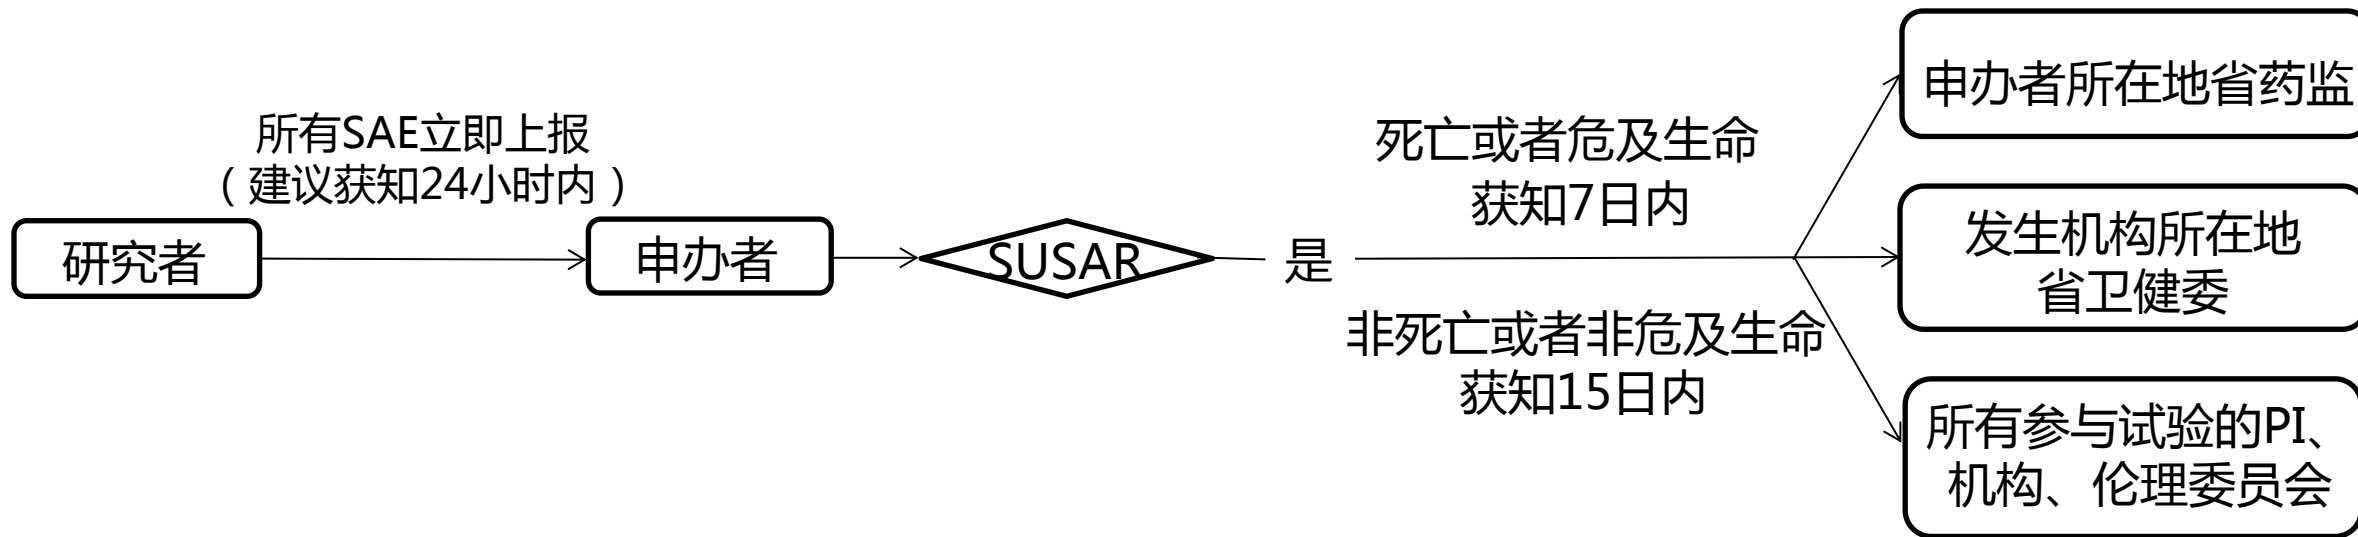 所有SAE立即上报
（建议获知24小时内）
研究者
申办者
SUSAR
是
死亡或者危及生命
获知7日内
非死亡或者非危及生命
获知15日内
申办者所在地省药监
发生机构所在地
省卫健委
所有参与试验的PI、
机构、伦理委员会